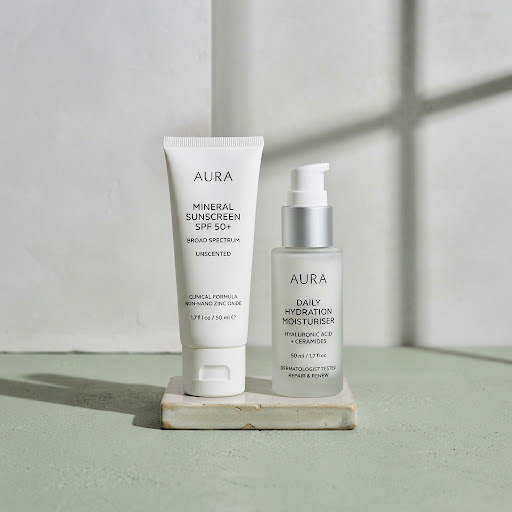 AURA
MINERAL
SUNSCREEN
SPF 50+
BROAD SPECTRUM
UNSCENTED
CLINICAL FORMULA
NON-NANO ZINC OXIDE
1.7 fl oz / 50 ml ℮
AURA
DAILY
HYDRATION
MOISTURISER
HYALURONIC ACID
+ CERAMIDES
50 ml / 1.7 fl oz
DERMATOLOGIST TESTED
REPAIR & RENEW